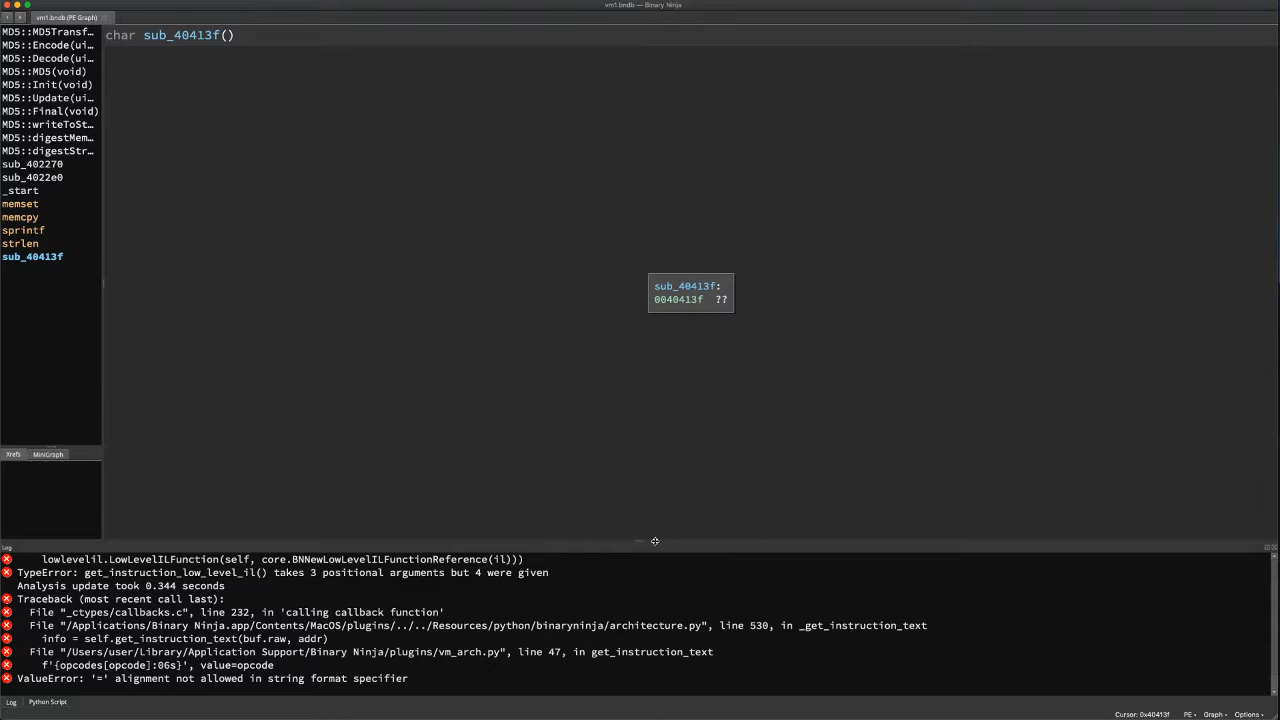 vm1.bndb — Binary Ninja
vm1.bndb (PE Graph)
MD5::MD5Transf…
MD5::Encode(ui…
MD5::Decode(ui…
MD5::MD5(void)
MD5::Init(void)
MD5::Update(ui…
MD5::Final(void)
MD5::writeToSt…
MD5::digestMem…
MD5::digestStr…
sub_402270
sub_4022e0
_start
memset
memcpy
sprintf
strlen
sub_40413f
char sub_40413f()
sub_40413f:
0040413f  ??
Xrefs
MiniGraph
Log
lowlevelil.LowLevelILFunction(self, core.BNNewLowLevelILFunctionReference(il)))
TypeError: get_instruction_low_level_il() takes 3 positional arguments but 4 were given
Analysis update took 0.344 seconds
Traceback (most recent call last):
File "_ctypes/callbacks.c", line 232, in 'calling callback function'
File "/Applications/Binary Ninja.app/Contents/MacOS/plugins/../../Resources/python/binaryninja/architecture.py", line 530, in _get_instruction_text
info = self.get_instruction_text(buf.raw, addr)
File "/Users/user/Library/Application Support/Binary Ninja/plugins/vm_arch.py", line 47, in get_instruction_text
f'{opcodes[opcode]:06s}', value=opcode
ValueError: '=' alignment not allowed in string format specifier
Log
Python Script
Cursor: 0x40413f
PE
Graph
Options